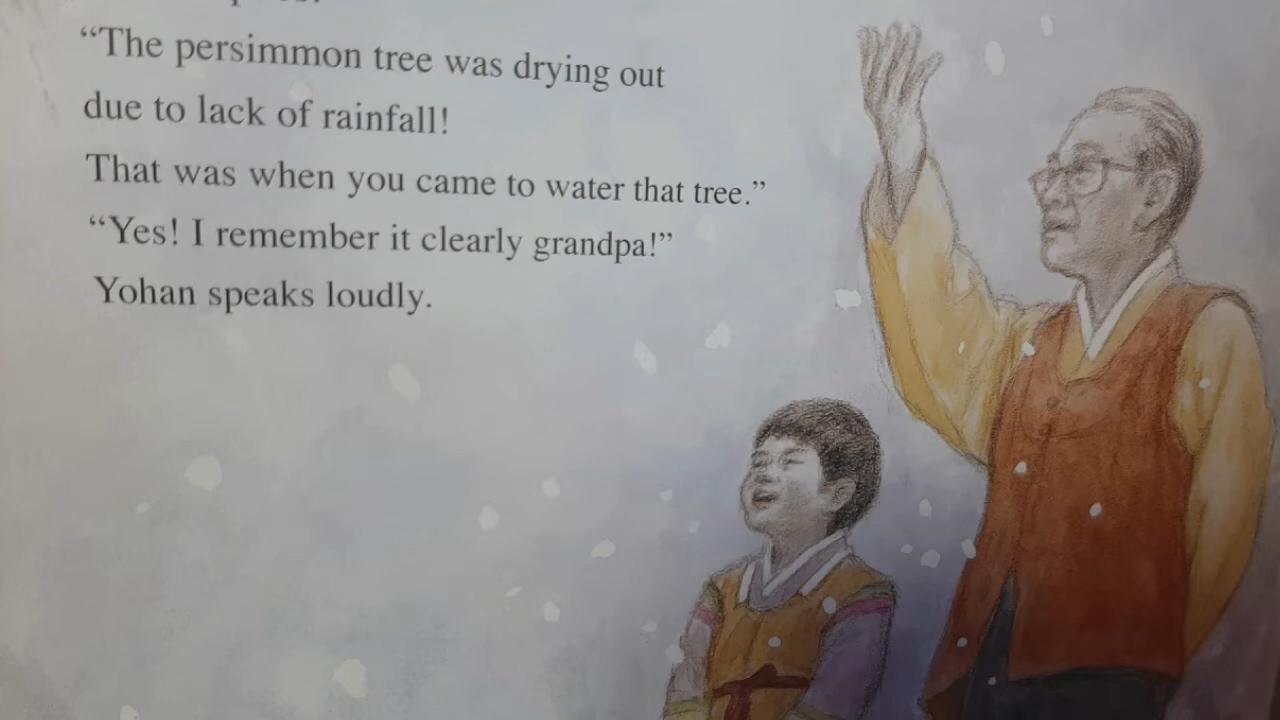 “The persimmon tree was drying out
due to lack of rainfall!
That was when you came to water that tree.”
“Yes! I remember it clearly grandpa!”
Yohan speaks loudly.